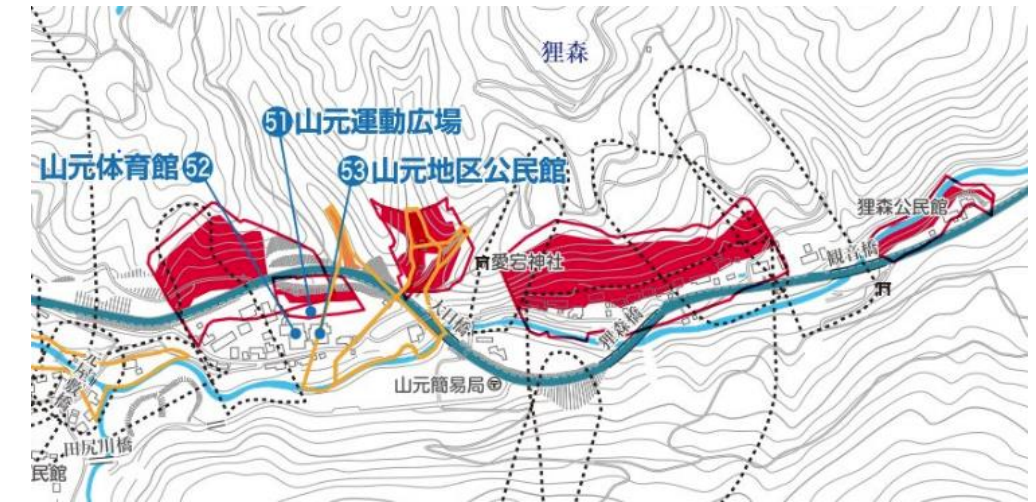 狸森
51山元運動広場
山元体育館52
53山元地区公民館
狸森公民館
愛宕神社
観音橋
大日橋
狸森橋
山元簡易局
田尻川橋
民館